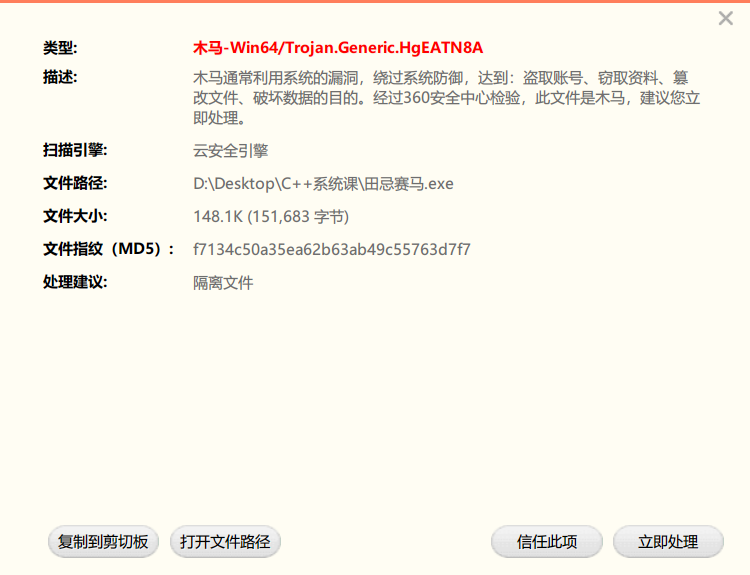 类型: 木马-Win64/Trojan.Generic.HgEATN8A
描述: 木马通常利用系统的漏洞，绕过系统防御，达到：盗取账号、窃取资料、篡
改文件、破坏数据的目的。经过360安全中心检验，此文件是木马，建议您立
即处理。
扫描引擎: 云安全引擎
文件路径: D:\Desktop\C++系统课\田忌赛马.exe
文件大小: 148.1K (151,683 字节)
文件指纹（MD5）: f7134c50a35ea62b63ab49c55763d7f7
处理建议: 隔离文件
复制到剪切板 打开文件路径 信任此项 立即处理